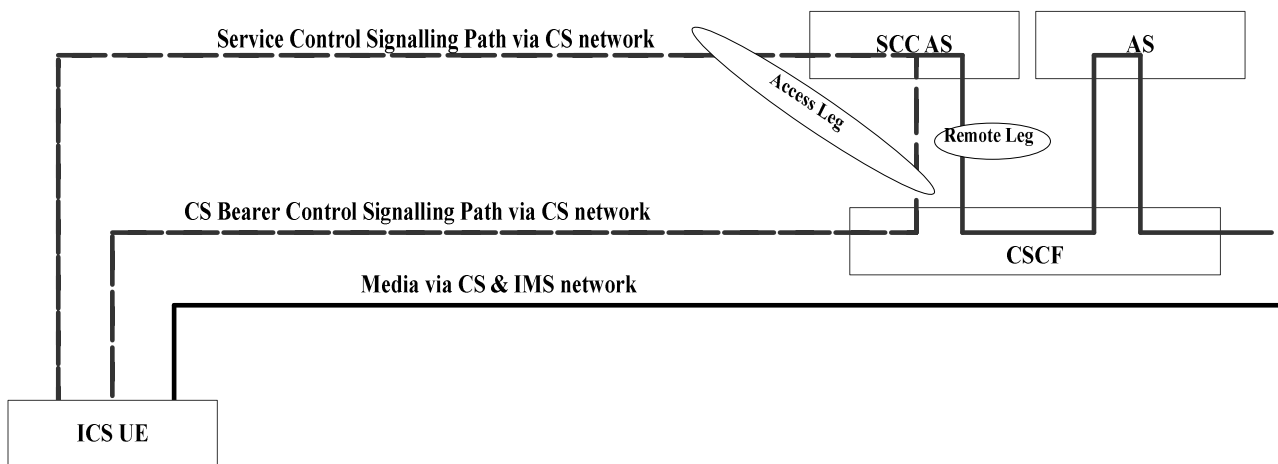 Service Control Signalling Path via CS network
SCC AS
AS
Access Leg
Remote Leg
CS Bearer Control Signalling Path via CS network
CSCF
Media via CS & IMS network
ICS UE